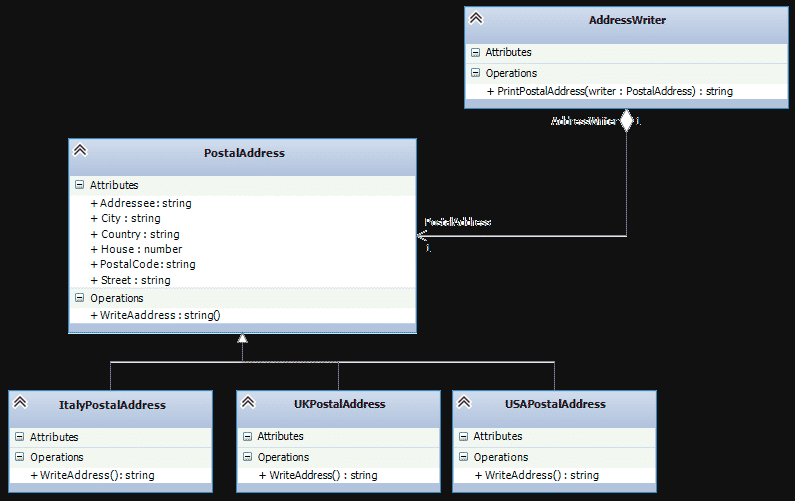 AddressWriter
Attributes
Operations
+ PrintPostalAddress(writer : PostalAddress) : string
AddressWriter
1.
PostalAddress
Attributes
+ Addressee: string
+ City : string
+ Country : string
+ House : number
+ PostalCode: string
+ Street : string
Operations
+ WriteAaddress : string()
PostalAddress
1.
ItalyPostalAddress
Attributes
Operations
+ WriteAddress(): string
UKPostalAddress
Attributes
Operations
+ WriteAddress() : string
USAPostalAddress
Attributes
Operations
+ WriteAddress() : string